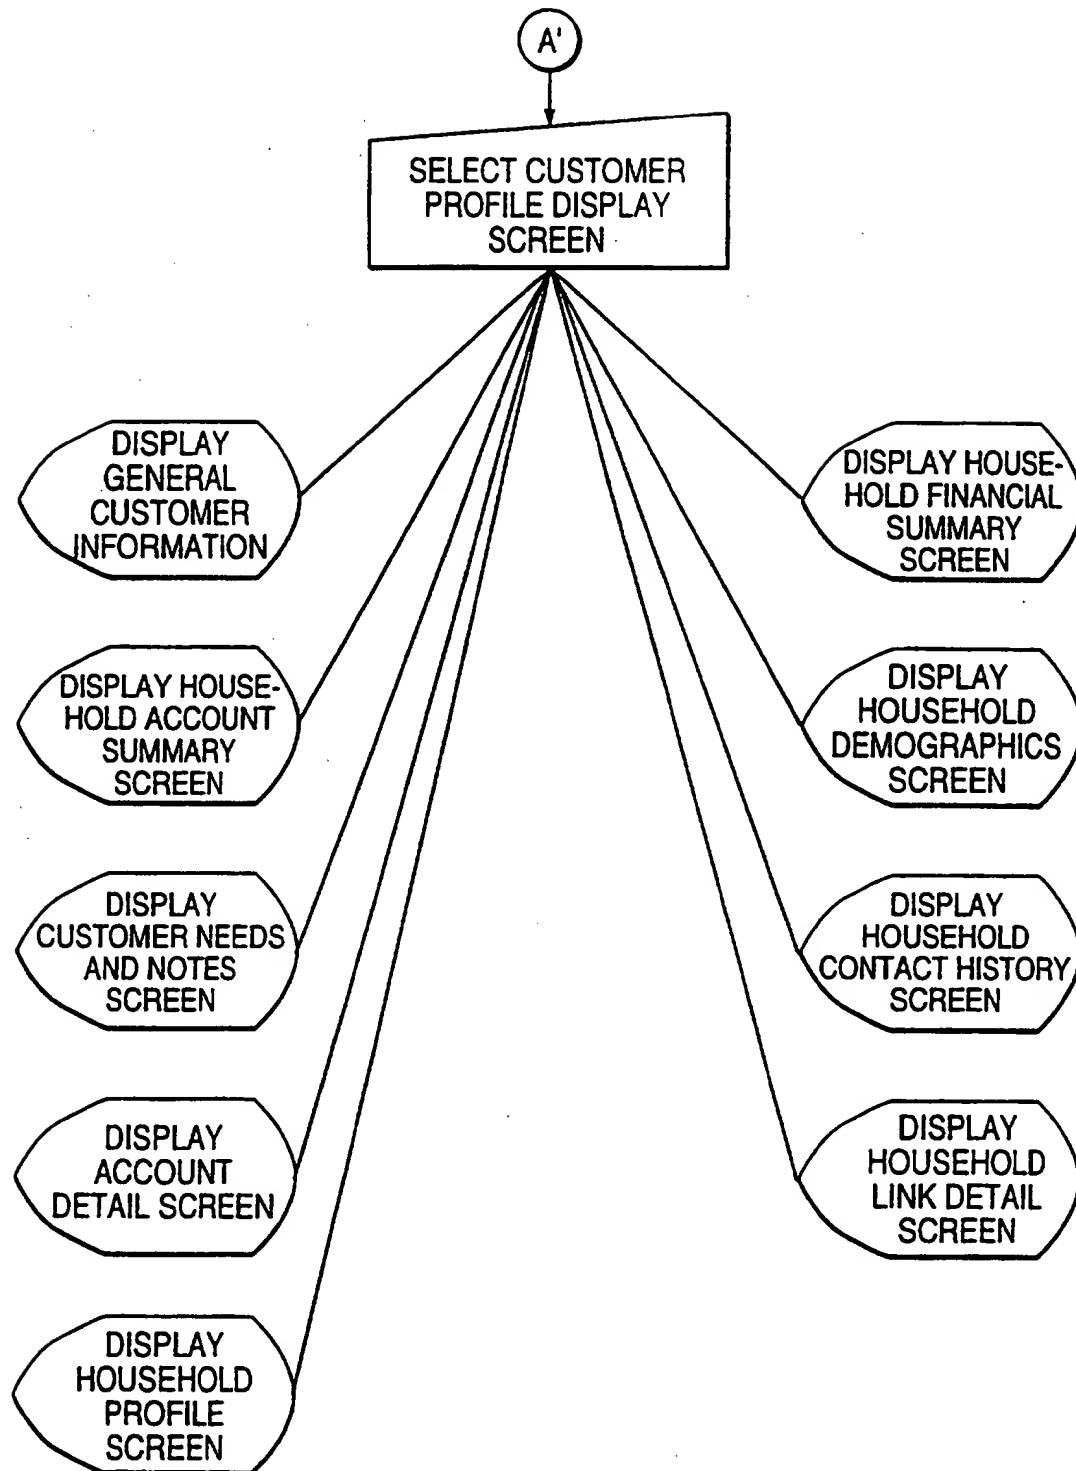 A'
SELECT CUSTOMER
PROFILE DISPLAY
SCREEN
DISPLAY
GENERAL
CUSTOMER
INFORMATION
DISPLAY HOUSE-
HOLD FINANCIAL
SUMMARY
SCREEN
DISPLAY HOUSE-
HOLD ACCOUNT
SUMMARY
SCREEN
DISPLAY
HOUSEHOLD
DEMOGRAPHICS
SCREEN
DISPLAY
CUSTOMER NEEDS
AND NOTES
SCREEN
DISPLAY
HOUSEHOLD
CONTACT HISTORY
SCREEN
DISPLAY
ACCOUNT
DETAIL SCREEN
DISPLAY
HOUSEHOLD
LINK DETAIL
SCREEN
DISPLAY
HOUSEHOLD
PROFILE
SCREEN